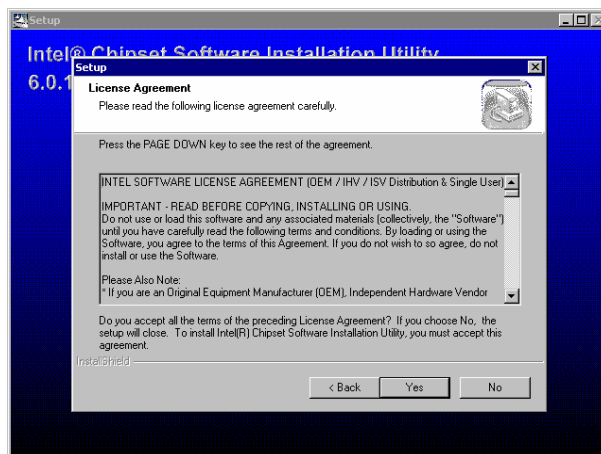 Setup
Intel® Chipset Software Installation Utility
6.0.1
Setup
License Agreement
Please read the following license agreement carefully.
Press the PAGE DOWN key to see the rest of the agreement.
INTEL SOFTWARE LICENSE AGREEMENT (OEM / IHV / ISV Distribution & Single User)
IMPORTANT - READ BEFORE COPYING, INSTALLING OR USING.
Do not use or load this software and any associated materials (collectively, the "Software")
until you have carefully read the following terms and conditions. By loading or using the
Software, you agree to the terms of this Agreement. If you do not wish to so agree, do not
install or use the Software.
Please Also Note:
* If you are an Original Equipment Manufacturer (OEM), Independent Hardware Vendor
Do you accept all the terms of the preceding License Agreement? If you choose No, the
setup will close. To install Intel(R) Chipset Software Installation Utility, you must accept this
agreement.
InstallShield
< Back
Yes
No